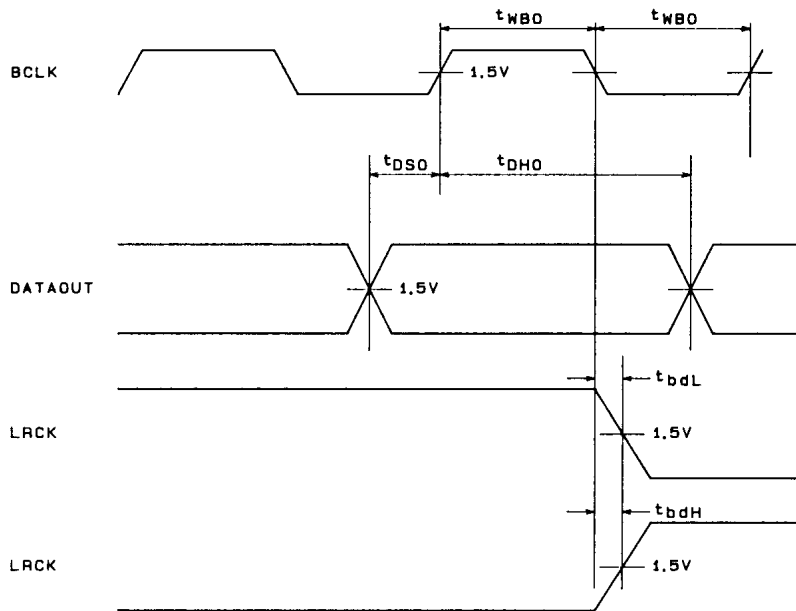 tWBO tWBO
BCLK 1.5V
tDSO tDHO
DATAOUT 1.5V
tbdL
LRCK 1.5V
tbdH
LRCK 1.5V